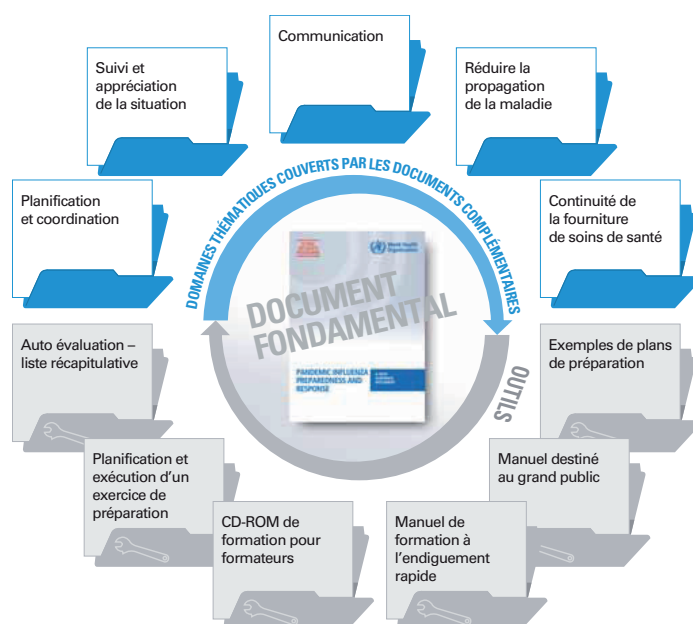 Communication
Suivi et
appréciation
de la situation
Réduire la
propagation
de la maladie
Planification
et coordination
Continuité de
la fourniture
de soins de santé
DOMAINES THÉMATIQUES COUVERTS PAR LES DOCUMENTS COMPLÉMENTAIRES
World Health
Organization
DOCUMENT
FONDAMENTAL
PANDEMIC INFLUENZA
PREPAREDNESS AND
RESPONSE
OUTILS
Auto évaluation –
liste récapitulative
Exemples de plans
de préparation
Planification et
exécution d’un
exercice de
préparation
Manuel destiné
au grand public
CD-ROM de
formation pour
formateurs
Manuel de
formation à
l’endiguement
rapide